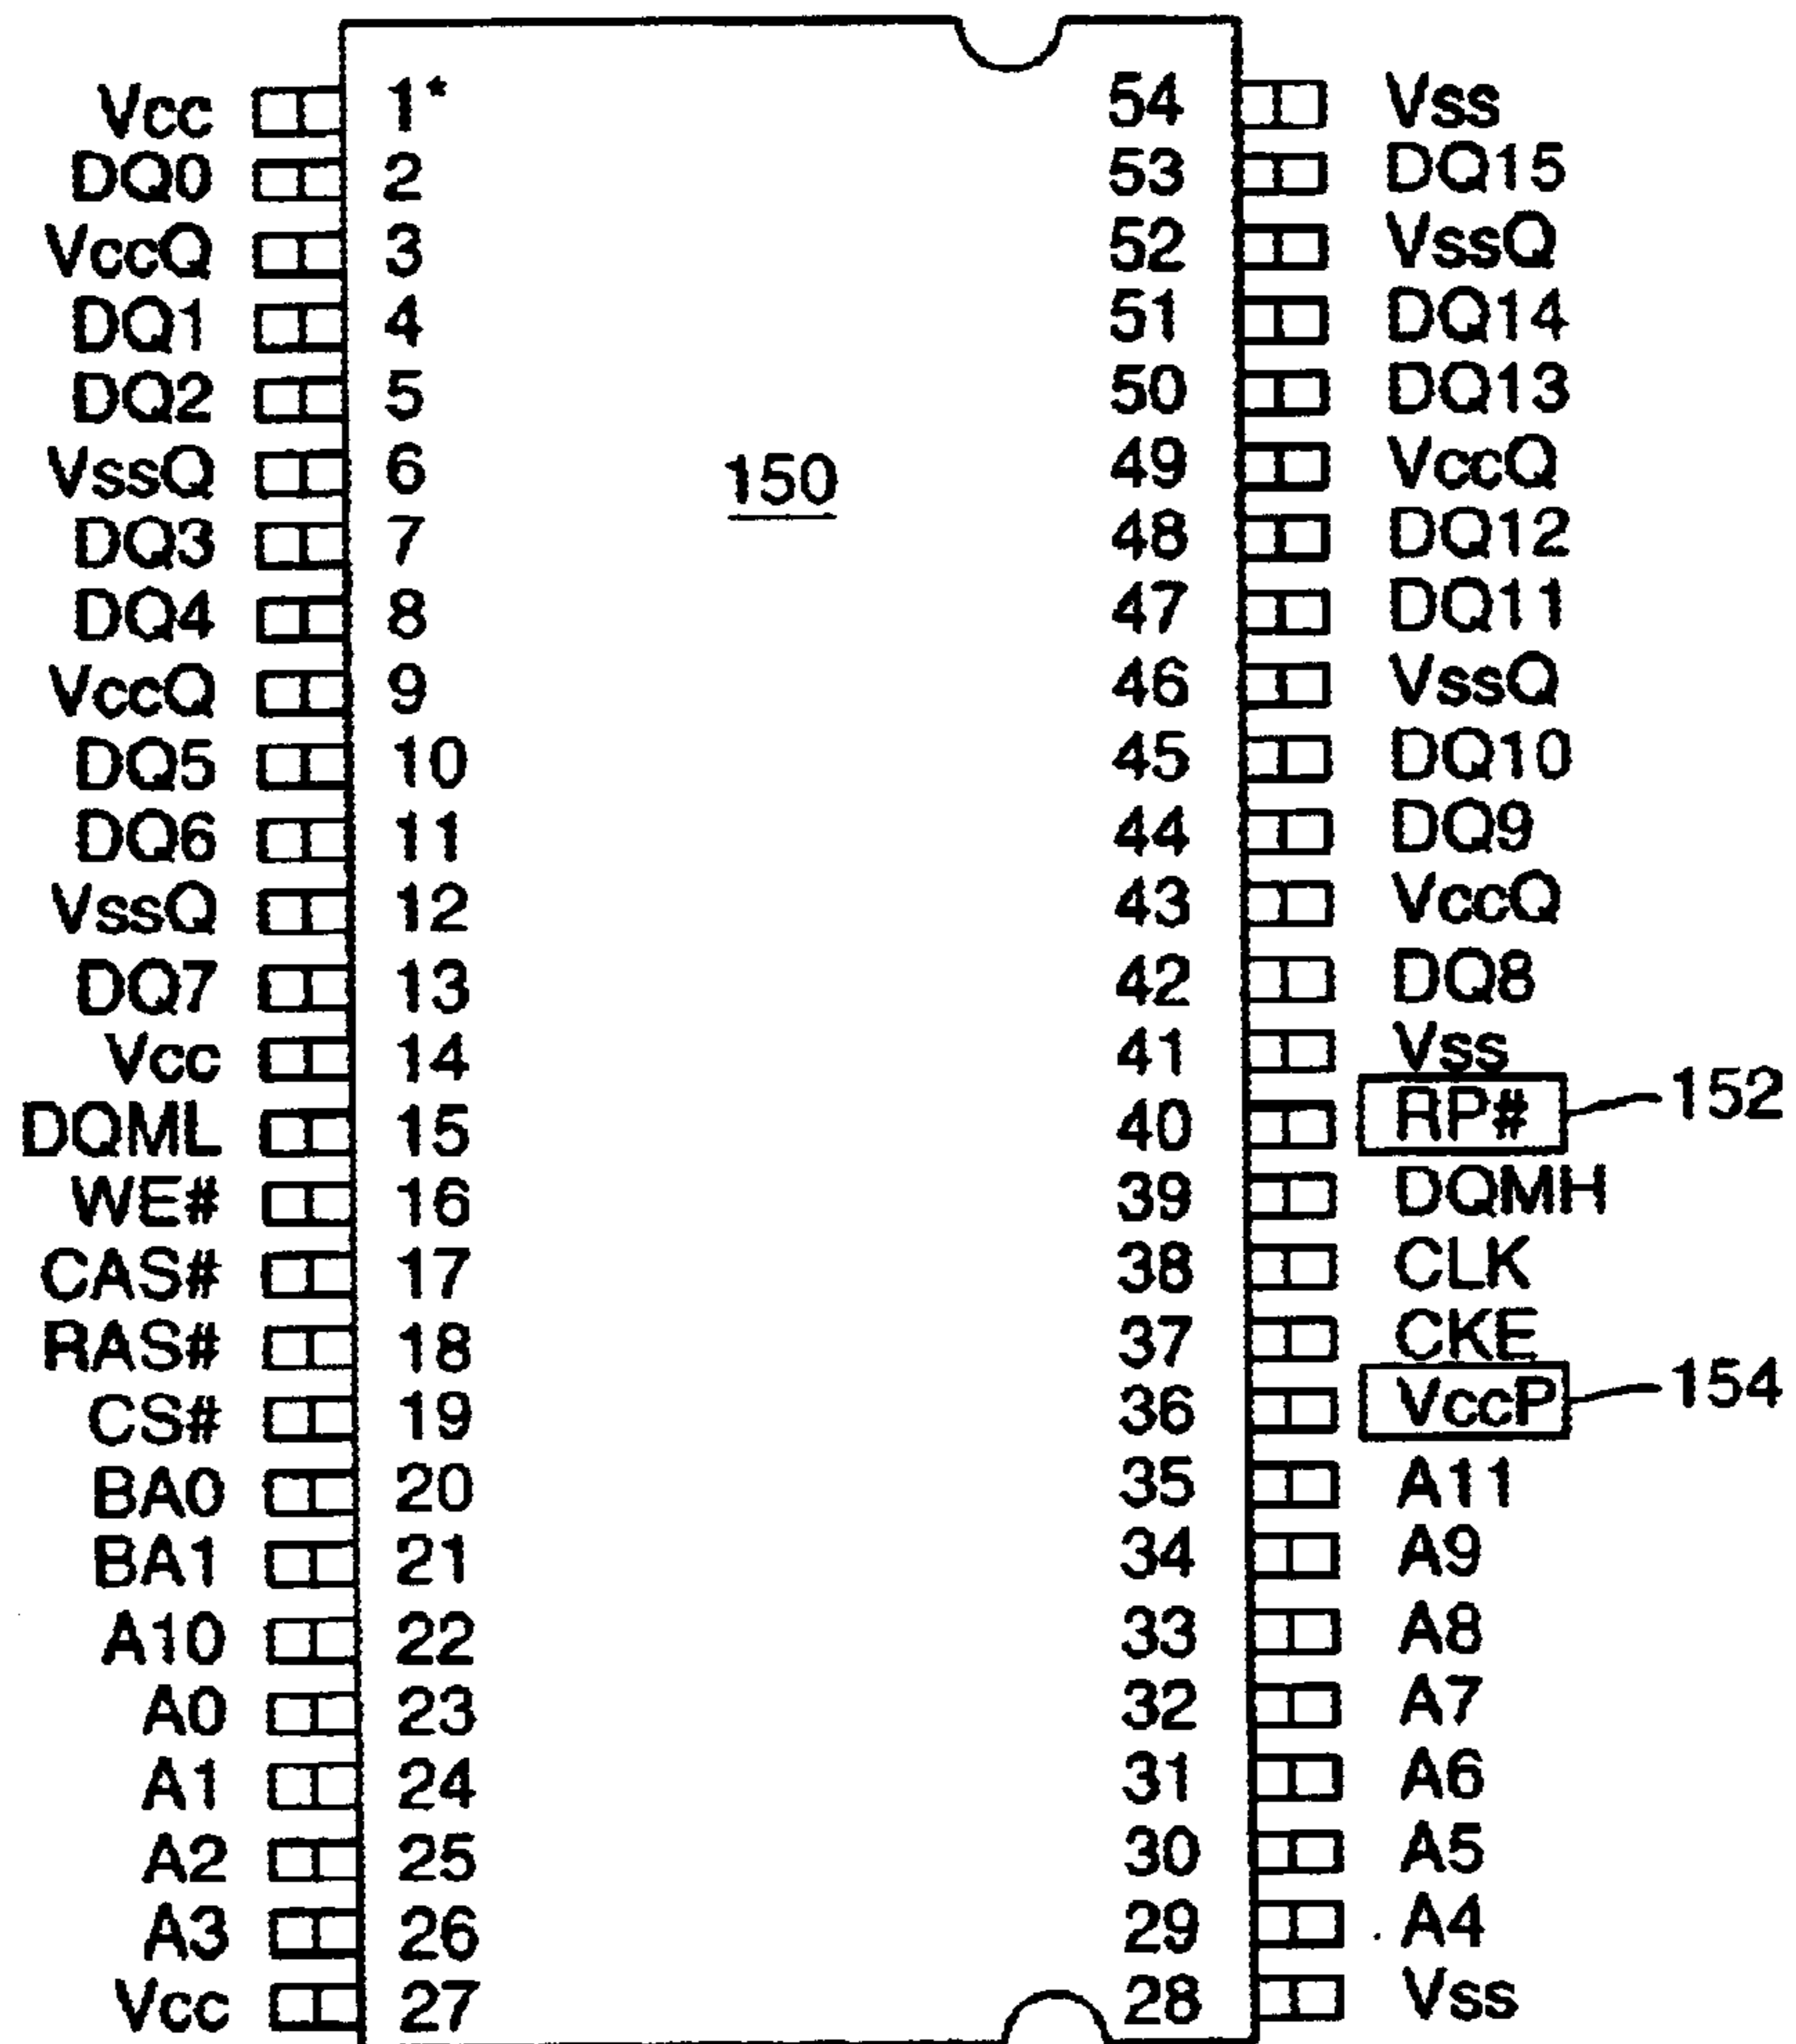 Vcc 1* 54 Vss
DQ0 2 53 DQ15
VccQ 3 52 VssQ
DQ1 4 51 DQ14
DQ2 5 50 DQ13
VssQ 6 150 49 VccQ
DQ3 7 48 DQ12
DQ4 8 47 DQ11
VccQ 9 46 VssQ
DQ5 10 45 DQ10
DQ6 11 44 DQ9
VssQ 12 43 VccQ
DQ7 13 42 DQ8
Vcc 14 41 Vss
DQML 15 40 RP# 152
WE# 16 39 DQMH
CAS# 17 38 CLK
RAS# 18 37 CKE
CS# 19 36 VccP 154
BA0 20 35 A11
BA1 21 34 A9
A10 22 33 A8
A0 23 32 A7
A1 24 31 A6
A2 25 30 A5
A3 26 29 A4
Vcc 27 28 Vss